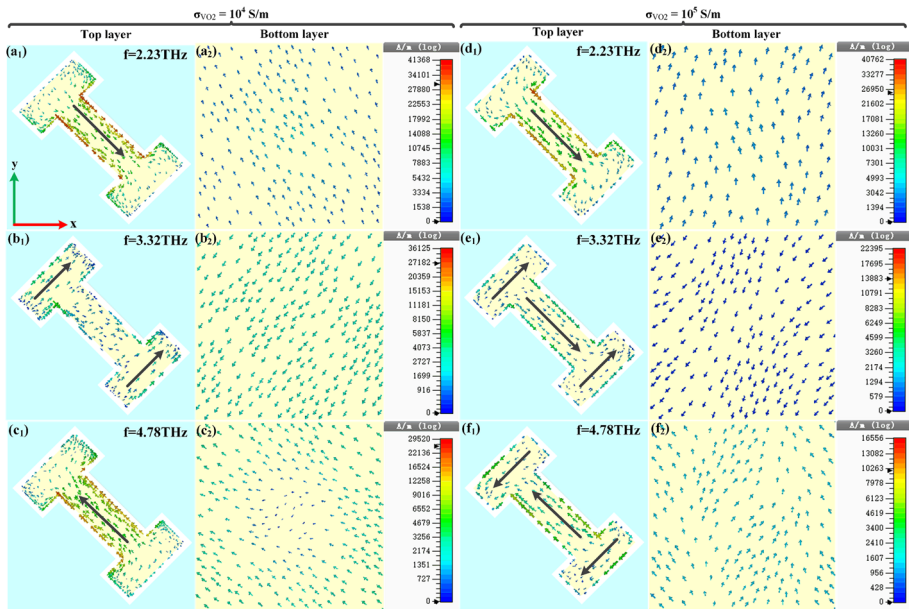 σVO2 = 10⁴ S/m
σVO2 = 10⁵ S/m
Top layer
Bottom layer
Top layer
Bottom layer
(a₁)
f=2.23THz
(a₂)
A/m (log)
41368
34101
27880
22553
17992
14088
10745
7883
5432
3334
1538
0
y
x
(d₁)
f=2.23THz
(d₂)
A/m (log)
40762
33277
26950
21602
17081
13260
10031
7301
4993
3042
1394
0
(b₁)
f=3.32THz
(b₂)
A/m (log)
36125
27182
20359
15153
11181
8150
5837
4073
2727
1699
916
0
(e₁)
f=3.32THz
(e₂)
A/m (log)
22395
17695
13883
10791
8283
6249
4599
3260
2174
1294
579
0
(c₁)
f=4.78THz
(c₂)
A/m (log)
29520
22136
16524
12258
9016
6552
4679
3256
2174
1351
727
0
(f₁)
f=4.78THz
(f₂)
A/m (log)
16556
13108
10263
7978
6123
4620
3400
2410
1607
956
428
0